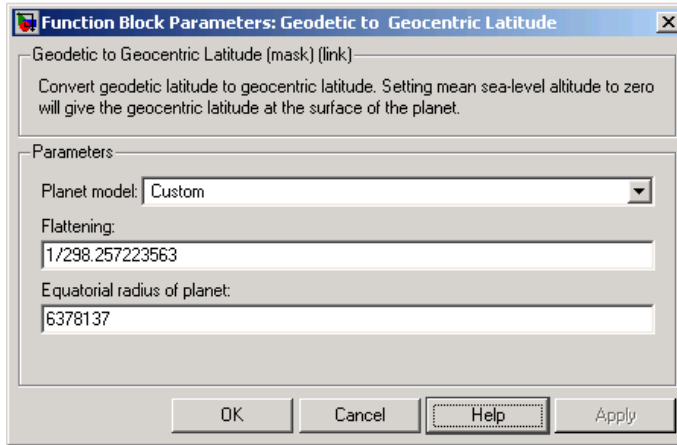 Function Block Parameters: Geodetic to Geocentric Latitude
Geodetic to Geocentric Latitude (mask) (link)
Convert geodetic latitude to geocentric latitude. Setting mean sea-level altitude to zero
will give the geocentric latitude at the surface of the planet.
Parameters
Planet model: Custom
Flattening:
1/298.257223563
Equatorial radius of planet:
6378137
OK Cancel Help Apply